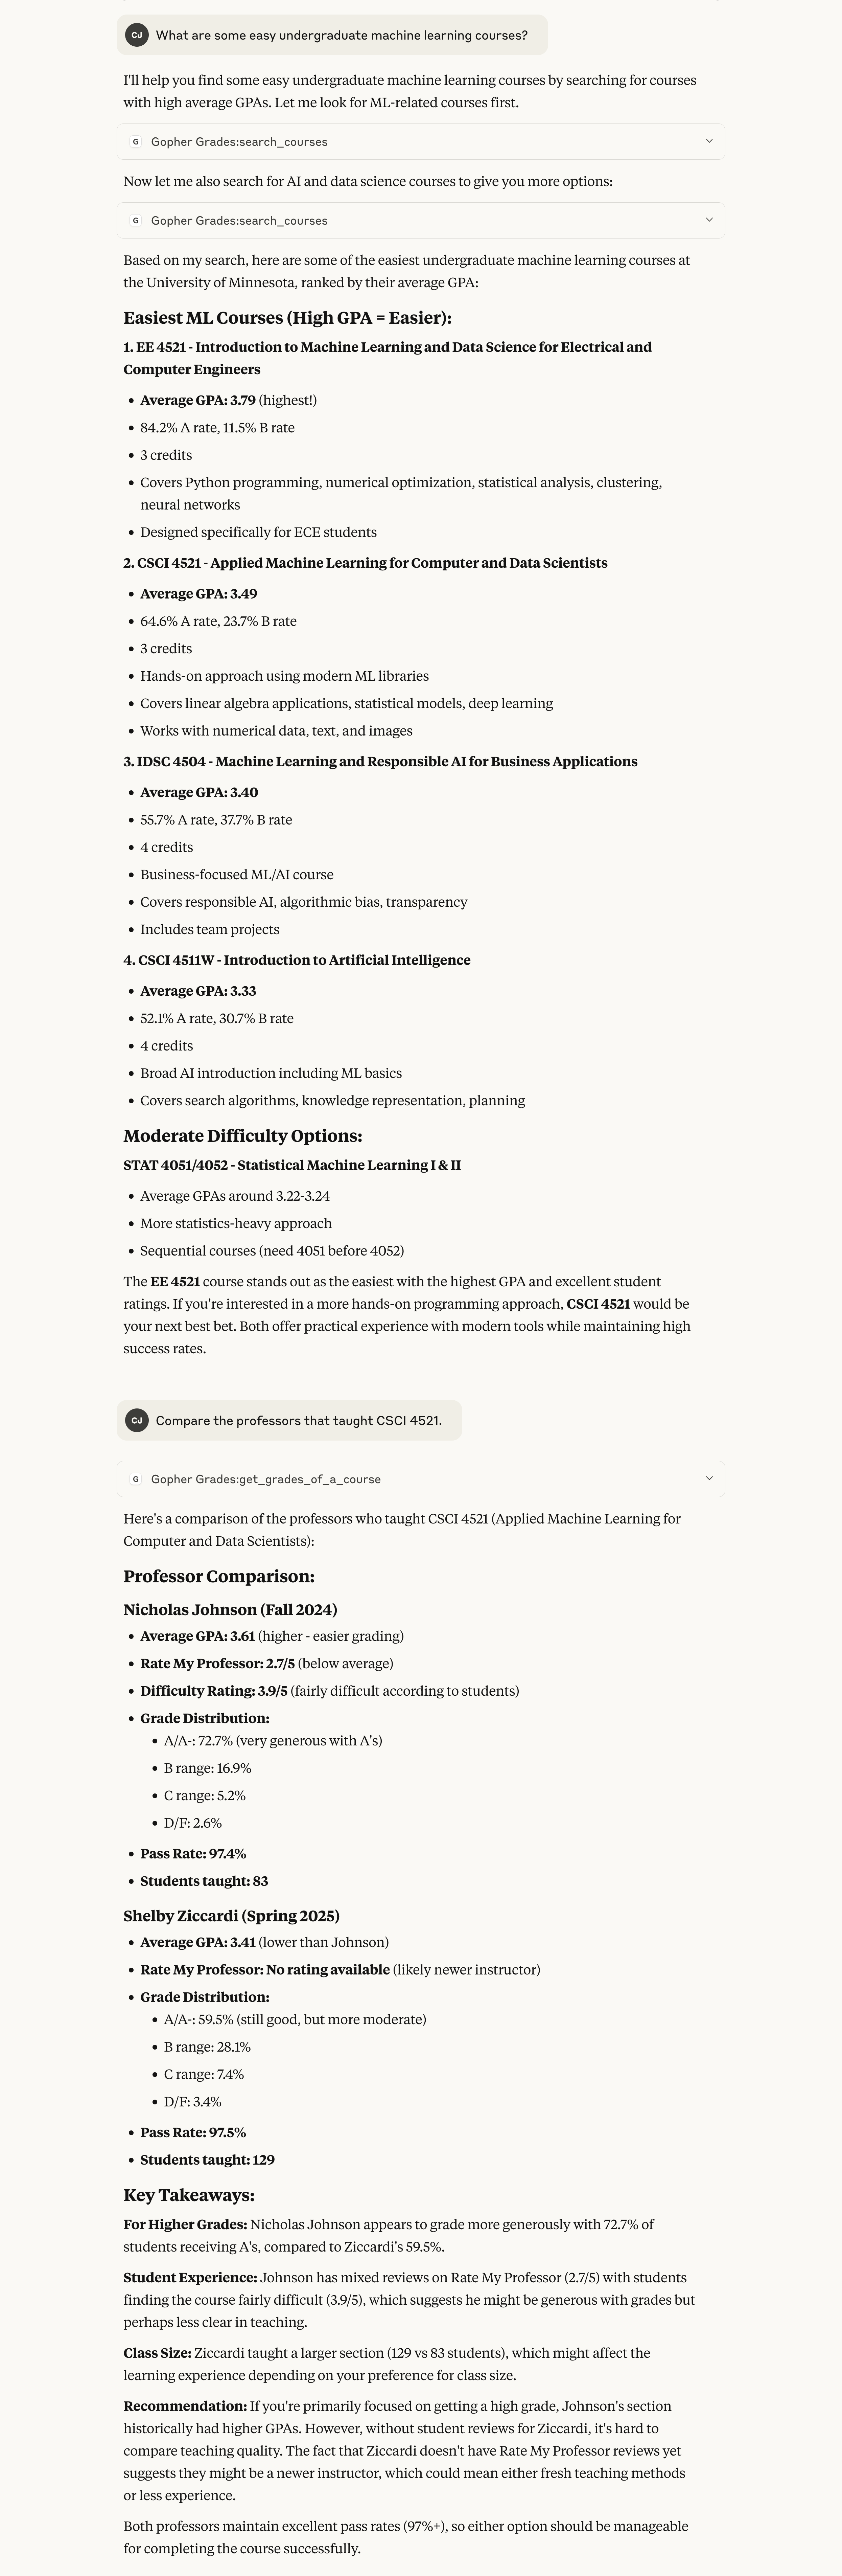 CJ What are some easy undergraduate machine learning courses?
I'll help you find some easy undergraduate machine learning courses by searching for courses
with high average GPAs. Let me look for ML-related courses first.
G Gopher Grades:search_courses
Now let me also search for AI and data science courses to give you more options:
G Gopher Grades:search_courses
Based on my search, here are some of the easiest undergraduate machine learning courses at
the University of Minnesota, ranked by their average GPA:
Easiest ML Courses (High GPA = Easier):
1. EE 4521 - Introduction to Machine Learning and Data Science for Electrical and
Computer Engineers
• Average GPA: 3.79 (highest!)
• 84.2% A rate, 11.5% B rate
• 3 credits
• Covers Python programming, numerical optimization, statistical analysis, clustering,
neural networks
• Designed specifically for ECE students
2. CSCI 4521 - Applied Machine Learning for Computer and Data Scientists
• Average GPA: 3.49
• 64.6% A rate, 23.7% B rate
• 3 credits
• Hands-on approach using modern ML libraries
• Covers linear algebra applications, statistical models, deep learning
• Works with numerical data, text, and images
3. IDSC 4504 - Machine Learning and Responsible AI for Business Applications
• Average GPA: 3.40
• 55.7% A rate, 37.7% B rate
• 4 credits
• Business-focused ML/AI course
• Covers responsible AI, algorithmic bias, transparency
• Includes team projects
4. CSCI 4511W - Introduction to Artificial Intelligence
• Average GPA: 3.33
• 52.1% A rate, 30.7% B rate
• 4 credits
• Broad AI introduction including ML basics
• Covers search algorithms, knowledge representation, planning
Moderate Difficulty Options:
STAT 4051/4052 - Statistical Machine Learning I & II
• Average GPAs around 3.22-3.24
• More statistics-heavy approach
• Sequential courses (need 4051 before 4052)
The EE 4521 course stands out as the easiest with the highest GPA and excellent student
ratings. If you're interested in a more hands-on programming approach, CSCI 4521 would be
your next best bet. Both offer practical experience with modern tools while maintaining high
success rates.
CJ Compare the professors that taught CSCI 4521.
G Gopher Grades:get_grades_of_a_course
Here's a comparison of the professors who taught CSCI 4521 (Applied Machine Learning for
Computer and Data Scientists):
Professor Comparison:
Nicholas Johnson (Fall 2024)
• Average GPA: 3.61 (higher - easier grading)
• Rate My Professor: 2.7/5 (below average)
• Difficulty Rating: 3.9/5 (fairly difficult according to students)
• Grade Distribution:
• A/A-: 72.7% (very generous with A's)
• B range: 16.9%
• C range: 5.2%
• D/F: 2.6%
• Pass Rate: 97.4%
• Students taught: 83
Shelby Ziccardi (Spring 2025)
• Average GPA: 3.41 (lower than Johnson)
• Rate My Professor: No rating available (likely newer instructor)
• Grade Distribution:
• A/A-: 59.5% (still good, but more moderate)
• B range: 28.1%
• C range: 7.4%
• D/F: 3.4%
• Pass Rate: 97.5%
• Students taught: 129
Key Takeaways:
For Higher Grades: Nicholas Johnson appears to grade more generously with 72.7% of
students receiving A's, compared to Ziccardi's 59.5%.
Student Experience: Johnson has mixed reviews on Rate My Professor (2.7/5) with students
finding the course fairly difficult (3.9/5), which suggests he might be generous with grades but
perhaps less clear in teaching.
Class Size: Ziccardi taught a larger section (129 vs 83 students), which might affect the
learning experience depending on your preference for class size.
Recommendation: If you're primarily focused on getting a high grade, Johnson's section
historically had higher GPAs. However, without student reviews for Ziccardi, it's hard to
compare teaching quality. The fact that Ziccardi doesn't have Rate My Professor reviews yet
suggests they might be a newer instructor, which could mean either fresh teaching methods
or less experience.
Both professors maintain excellent pass rates (97%+), so either option should be manageable
for completing the course successfully.